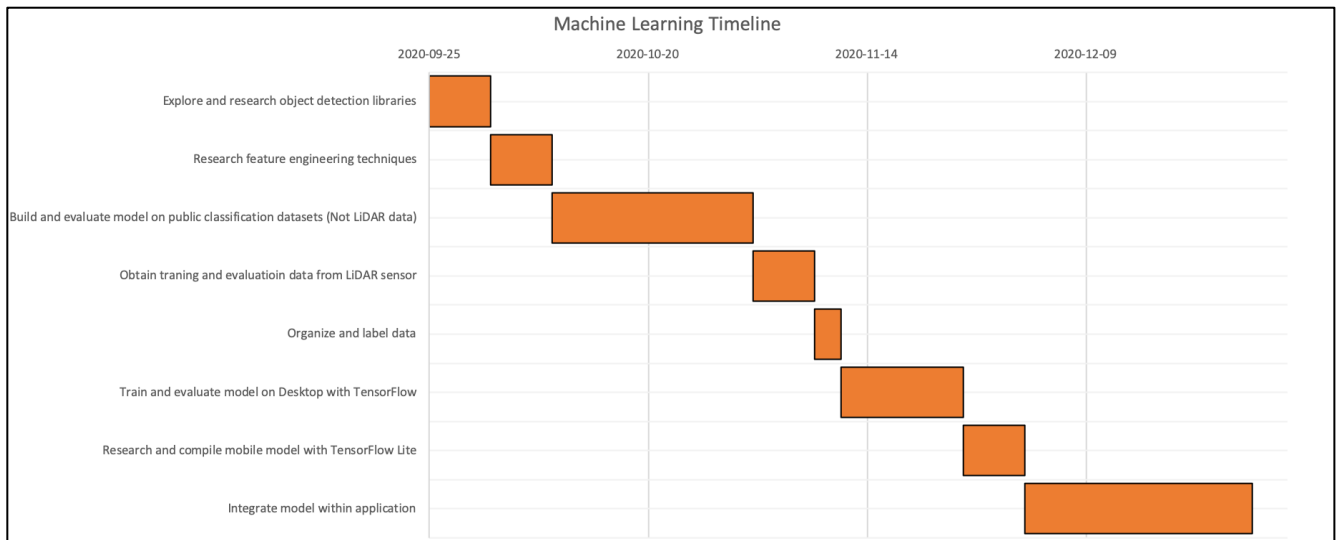 Machine Learning Timeline
2020-09-25 2020-10-20 2020-11-14 2020-12-09
Explore and research object detection libraries
Research feature engineering techniques
Build and evaluate model on public classification datasets (Not LiDAR data)
Obtain traning and evaluatioin data from LiDAR sensor
Organize and label data
Train and evaluate model on Desktop with TensorFlow
Research and compile mobile model with TensorFlow Lite
Integrate model within application